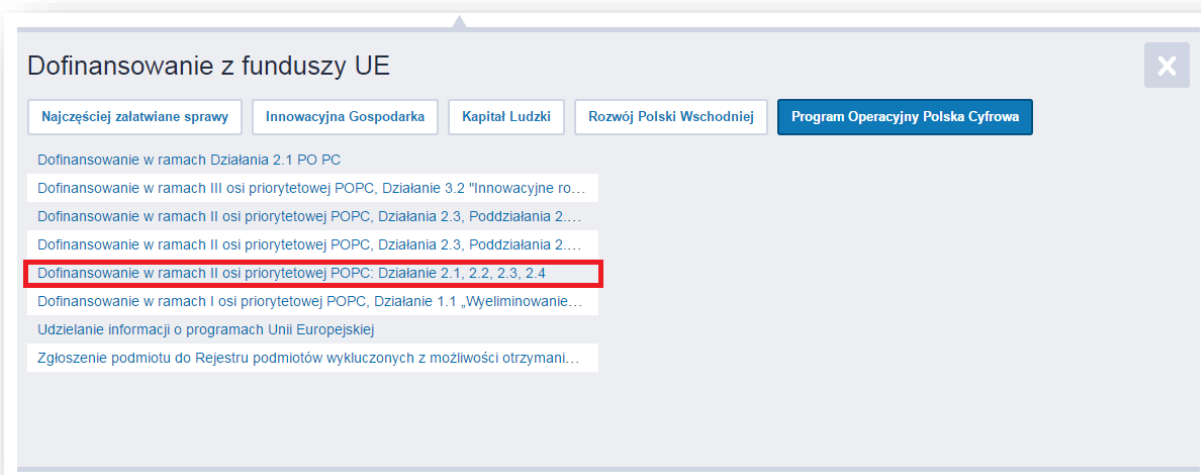 Dofinansowanie z funduszy UE
X
Najczęściej załatwiane sprawy Innowacyjna Gospodarka Kapitał Ludzki Rozwój Polski Wschodniej Program Operacyjny Polska Cyfrowa
Dofinansowanie w ramach Działania 2.1 PO PC
Dofinansowanie w ramach III osi priorytetowej POPC, Działanie 3.2 "Innowacyjne ro...
Dofinansowanie w ramach II osi priorytetowej POPC, Działania 2.3, Poddziałania 2....
Dofinansowanie w ramach II osi priorytetowej POPC, Działania 2.3, Poddziałania 2....
Dofinansowanie w ramach II osi priorytetowej POPC: Działanie 2.1, 2.2, 2.3, 2.4
Dofinansowanie w ramach I osi priorytetowej POPC, Działanie 1.1 „Wyeliminowanie...
Udzielanie informacji o programach Unii Europejskiej
Zgłoszenie podmiotu do Rejestru podmiotów wykluczonych z możliwości otrzymani...